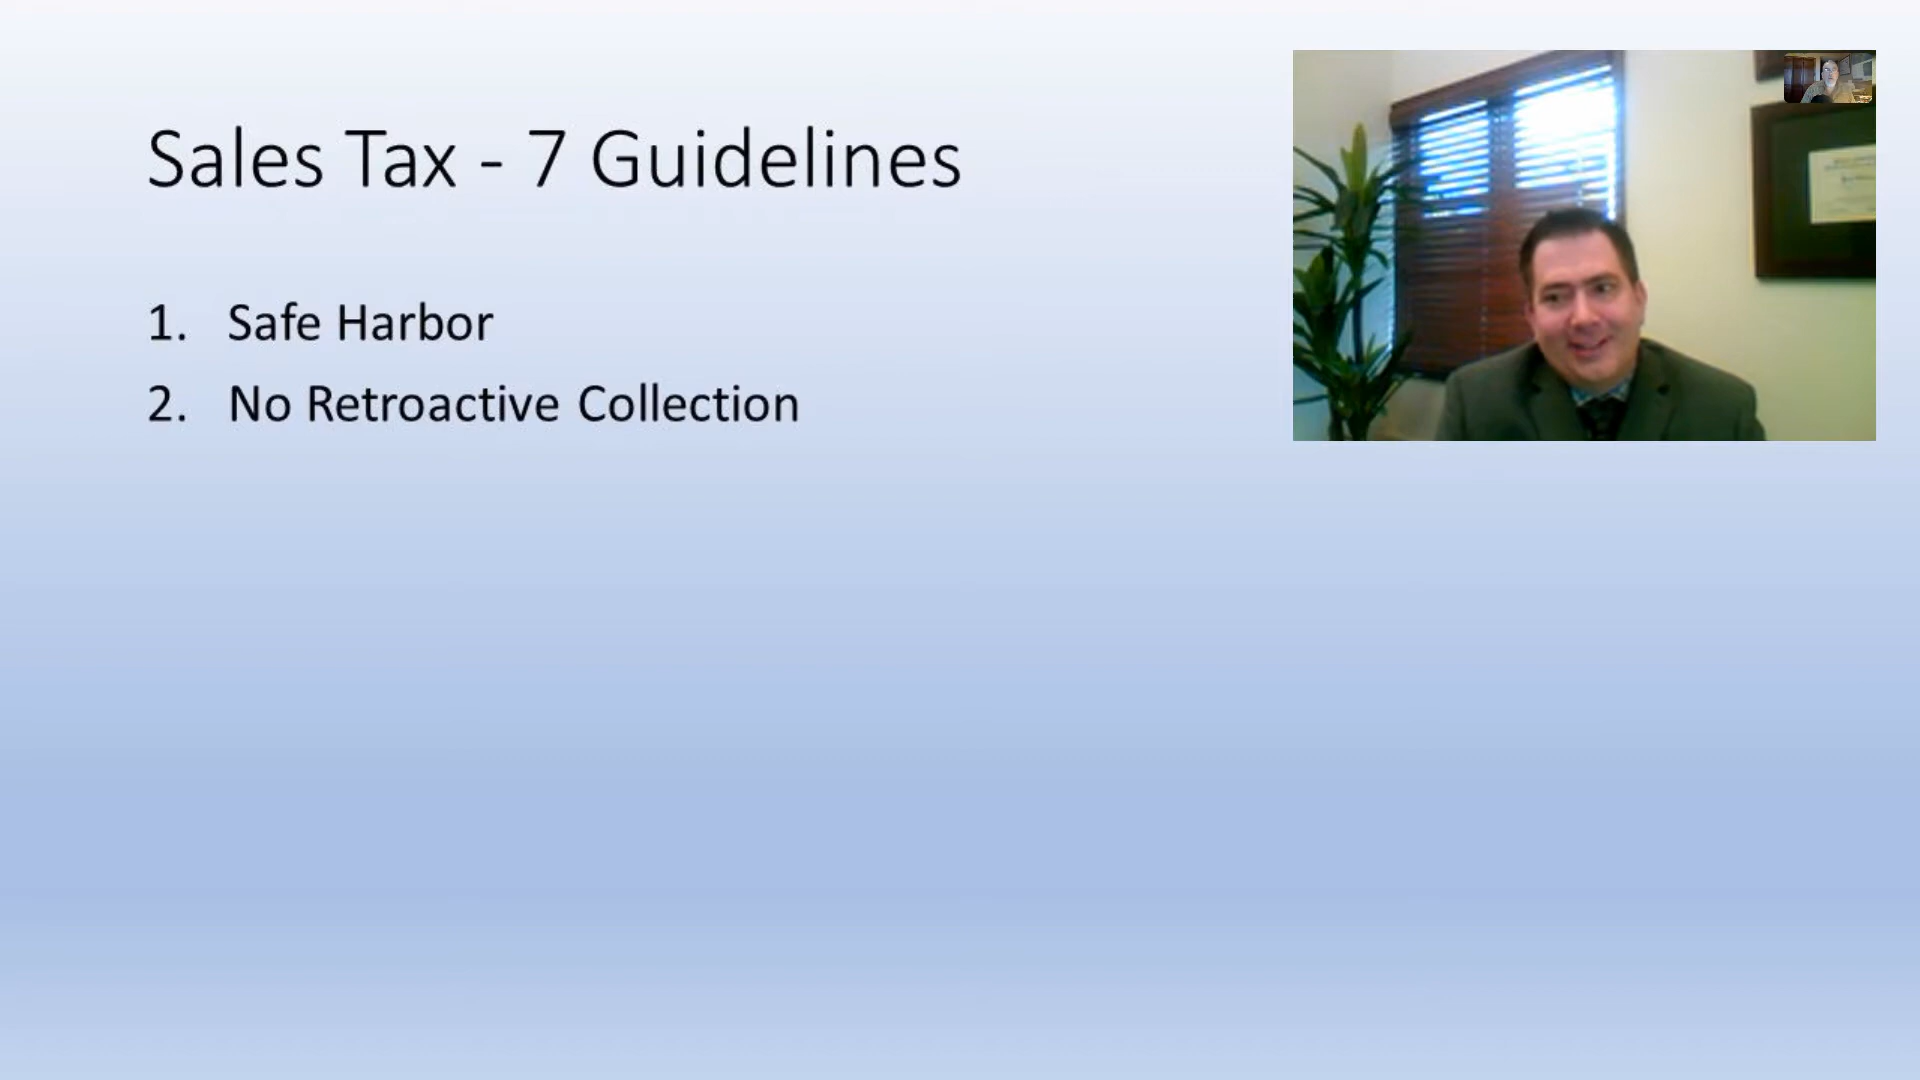 Sales Tax - 7 Guidelines
1. Safe Harbor
2. No Retroactive Collection